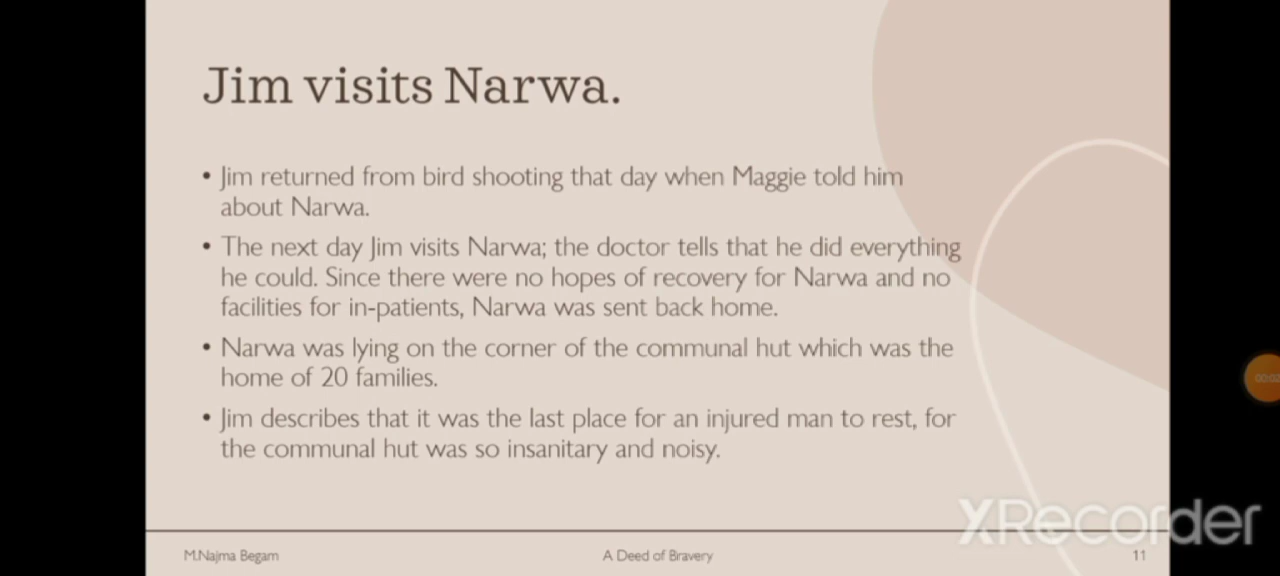 Jim visits Narwa.
• Jim returned from bird shooting that day when Maggie told him
about Narwa.
• The next day Jim visits Narwa; the doctor tells that he did everything
he could. Since there were no hopes of recovery for Narwa and no
facilities for in-patients, Narwa was sent back home.
• Narwa was lying on the corner of the communal hut which was the
home of 20 families.
• Jim describes that it was the last place for an injured man to rest, for
the communal hut was so insanitary and noisy.
XRecorder
M.Najma Begam
A Deed of Bravery
11